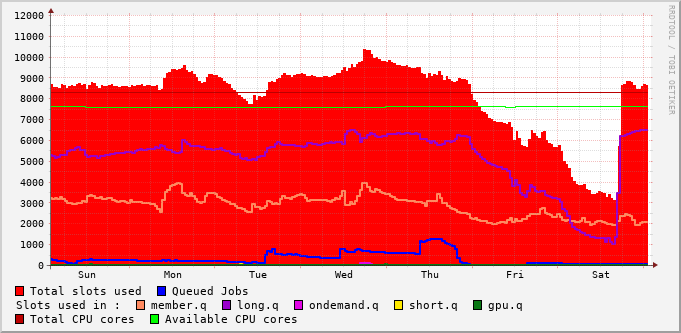 12000
11000
10000
9000
8000
7000
6000
5000
4000
3000
2000
1000
0
Sun Mon Tue Wed Thu Fri Sat
RRDTOOL / TOBI OETIKER
Total slots used Queued Jobs
Slots used in : member.q long.q ondemand.q short.q gpu.q
Total CPU cores Available CPU cores